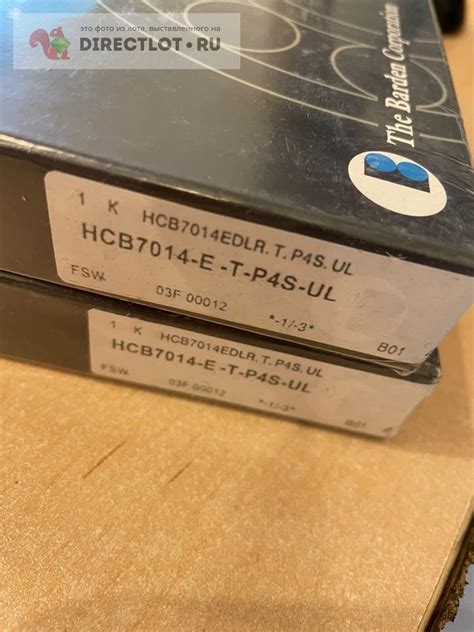 это фото из лота, выставленного на
DIRECTLOT.RU
The Barden Corporation
B
1 K HCB7014EDLR.T.P4S.UL
HCB7014-E-T-P4S-UL
FSW 03F 00012 *-1/-3* B01
1 K HCB7014EDLR.T.P4S.UL
HCB7014-E-T-P4S-UL
FSW 03F 00012 *-1/-3* B01